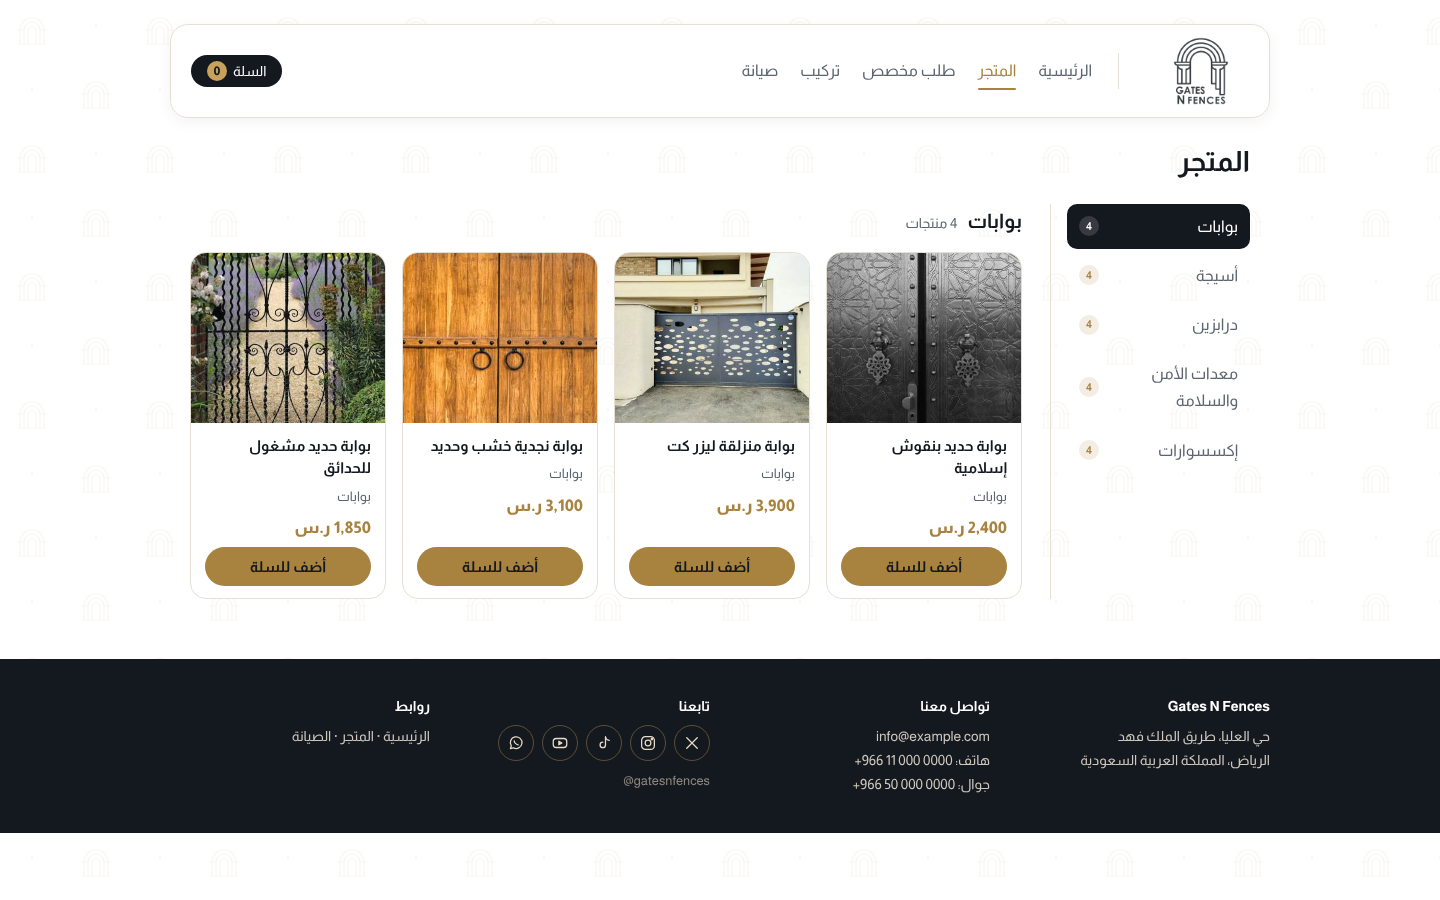 GATES
N FENCES
الرئيسية
المتجر
طلب مخصص
تركيب
صيانة
السلة 0
المتجر
بوابات 4
أسيجة 4
درابزين 4
معدات الأمن
والسلامة 4
إكسسوارات 4
بوابات 4 منتجات
بوابة حديد بنقوش
إسلامية
بوابات
2,400 ر.س
أضف للسلة
بوابة منزلقة ليزر كت
بوابات
3,900 ر.س
أضف للسلة
بوابة نجدية خشب وحديد
بوابات
3,100 ر.س
أضف للسلة
بوابة حديد مشغول
للحدائق
بوابات
1,850 ر.س
أضف للسلة
Gates N Fences
حي العليا، طريق الملك فهد
الرياض، المملكة العربية السعودية
تواصل معنا
info@example.com
هاتف: 0000 000 11 966+
جوال: 0000 000 50 966+
تابعنا
@gatesnfences
روابط
الرئيسية · المتجر · الصيانة